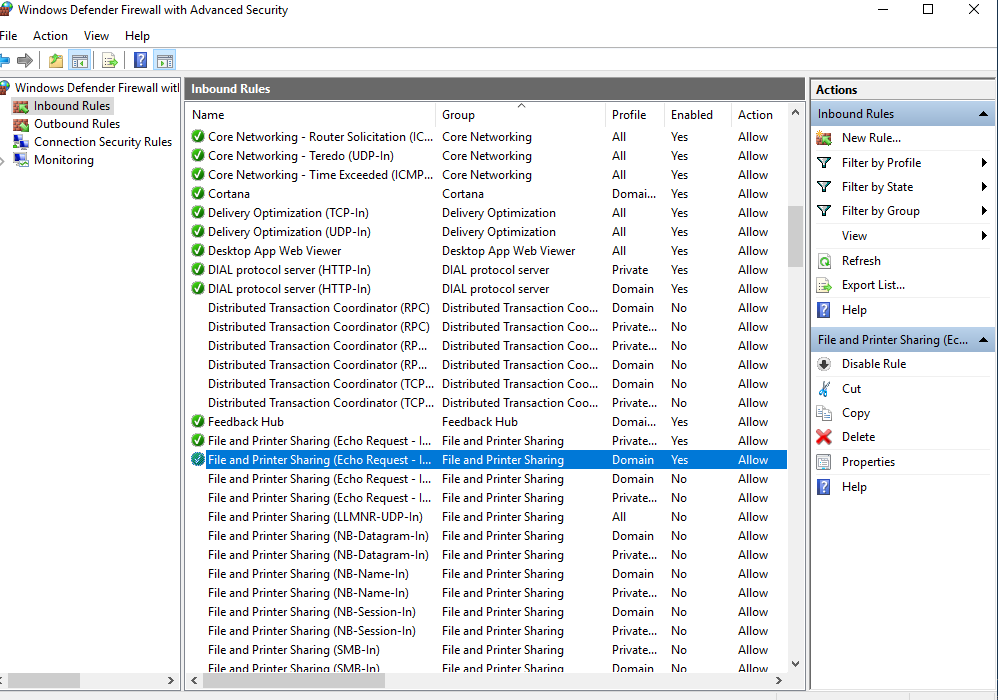 Windows Defender Firewall with Advanced Security
File Action View Help
Windows Defender Firewall witl
Inbound Rules
Outbound Rules
Connection Security Rules
Monitoring
Inbound Rules
Name Group Profile Enabled Action
Core Networking - Router Solicitation (IC... Core Networking All Yes Allow
Core Networking - Teredo (UDP-In) Core Networking All Yes Allow
Core Networking - Time Exceeded (ICMP... Core Networking All Yes Allow
Cortana Cortana Domai... Yes Allow
Delivery Optimization (TCP-In) Delivery Optimization All Yes Allow
Delivery Optimization (UDP-In) Delivery Optimization All Yes Allow
Desktop App Web Viewer Desktop App Web Viewer All Yes Allow
DIAL protocol server (HTTP-In) DIAL protocol server Private Yes Allow
DIAL protocol server (HTTP-In) DIAL protocol server Domain Yes Allow
Distributed Transaction Coordinator (RPC) Distributed Transaction Coo... Domain No Allow
Distributed Transaction Coordinator (RPC) Distributed Transaction Coo... Private... No Allow
Distributed Transaction Coordinator (RP... Distributed Transaction Coo... Private... No Allow
Distributed Transaction Coordinator (RP... Distributed Transaction Coo... Domain No Allow
Distributed Transaction Coordinator (TCP... Distributed Transaction Coo... Domain No Allow
Distributed Transaction Coordinator (TCP... Distributed Transaction Coo... Private... No Allow
Feedback Hub Feedback Hub Domai... Yes Allow
File and Printer Sharing (Echo Request - I... File and Printer Sharing Private... Yes Allow
File and Printer Sharing (Echo Request - I... File and Printer Sharing Domain Yes Allow
File and Printer Sharing (Echo Request - I... File and Printer Sharing Domain No Allow
File and Printer Sharing (Echo Request - I... File and Printer Sharing Private... No Allow
File and Printer Sharing (LLMNR-UDP-In) File and Printer Sharing All No Allow
File and Printer Sharing (NB-Datagram-In) File and Printer Sharing Domain No Allow
File and Printer Sharing (NB-Datagram-In) File and Printer Sharing Private... No Allow
File and Printer Sharing (NB-Name-In) File and Printer Sharing Domain No Allow
File and Printer Sharing (NB-Name-In) File and Printer Sharing Private... No Allow
File and Printer Sharing (NB-Session-In) File and Printer Sharing Domain No Allow
File and Printer Sharing (NB-Session-In) File and Printer Sharing Private... No Allow
File and Printer Sharing (SMB-In) File and Printer Sharing Private... No Allow
File and Printer Sharing (SMB-In) File and Printer Sharing Domain No Allow
Actions
Inbound Rules
New Rule...
Filter by Profile
Filter by State
Filter by Group
View
Refresh
Export List...
Help
File and Printer Sharing (Ec...
Disable Rule
Cut
Copy
Delete
Properties
Help